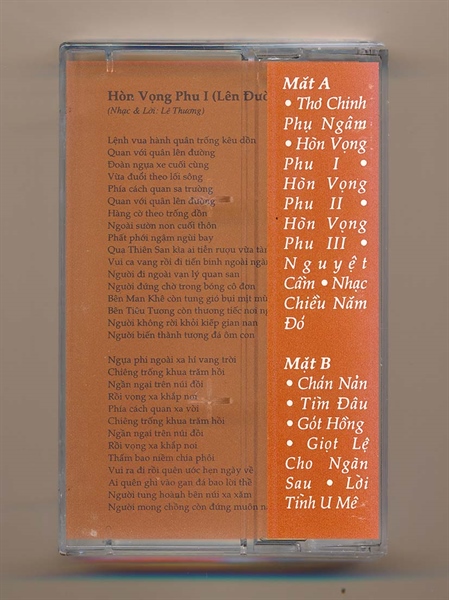 Hòn Vọng Phu I (Lên Đườ
(Nhạc & Lời: Lê Thương)
Lệnh vua hành quân trống kêu dồn
Quan với quân lên đường
Đoàn ngựa xe cuối cùng
Vừa đuổi theo lối sông
Phía cách quan sa trường
Quan với quân lên đường
Hàng cờ theo trống dồn
Ngoài sườn non cuối thôn
Phất phới ngậm ngùi bay
Qua Thiên San kìa ai tiễn rượu vừa tàn
Vui ca vang rồi đi tiến binh ngoài ngàn
Người đi ngoài vạn lý quan san
Người đứng chờ trong bóng cô đơn
Bên Man Khê còn tung gió bụi mịt mù
Bên Tiêu Tương còn thương tiếc nơi ng
Người không rời khỏi kiếp gian nan
Người biến thành tượng đá ôm con
Ngựa phi ngoài xa hí vang trời
Chiêng trống khua trăm hồi
Ngần ngại trên núi đồi
Rồi vọng xa khắp nơi
Phía cách quan xa vời
Chiêng trống khua trăm hồi
Ngần ngại trên núi đồi
Rồi vọng xa khắp nơi
Thấm bao niềm chia phôi
Vui ra đi rồi quên ước hẹn ngày về
Ai quên ghi vào gan đá bao lời thề
Người tung hoành bên núi xa xăm
Người mong chồng còn đứng muôn n
Mặt A
• Thơ Chinh
Phụ Ngâm
• Hòn Vọng
Phu I •
Hòn Vọng
Phu II •
Hòn Vọng
Phu III •
Nguyệt
Cầm • Nhạc
Chiều Năm
Đó
Mặt B
• Chán Nản
• Tìm Đâu
• Gót Hồng
• Giọt Lệ
Cho Ngàn
Sau • Lời
Tình U Mê